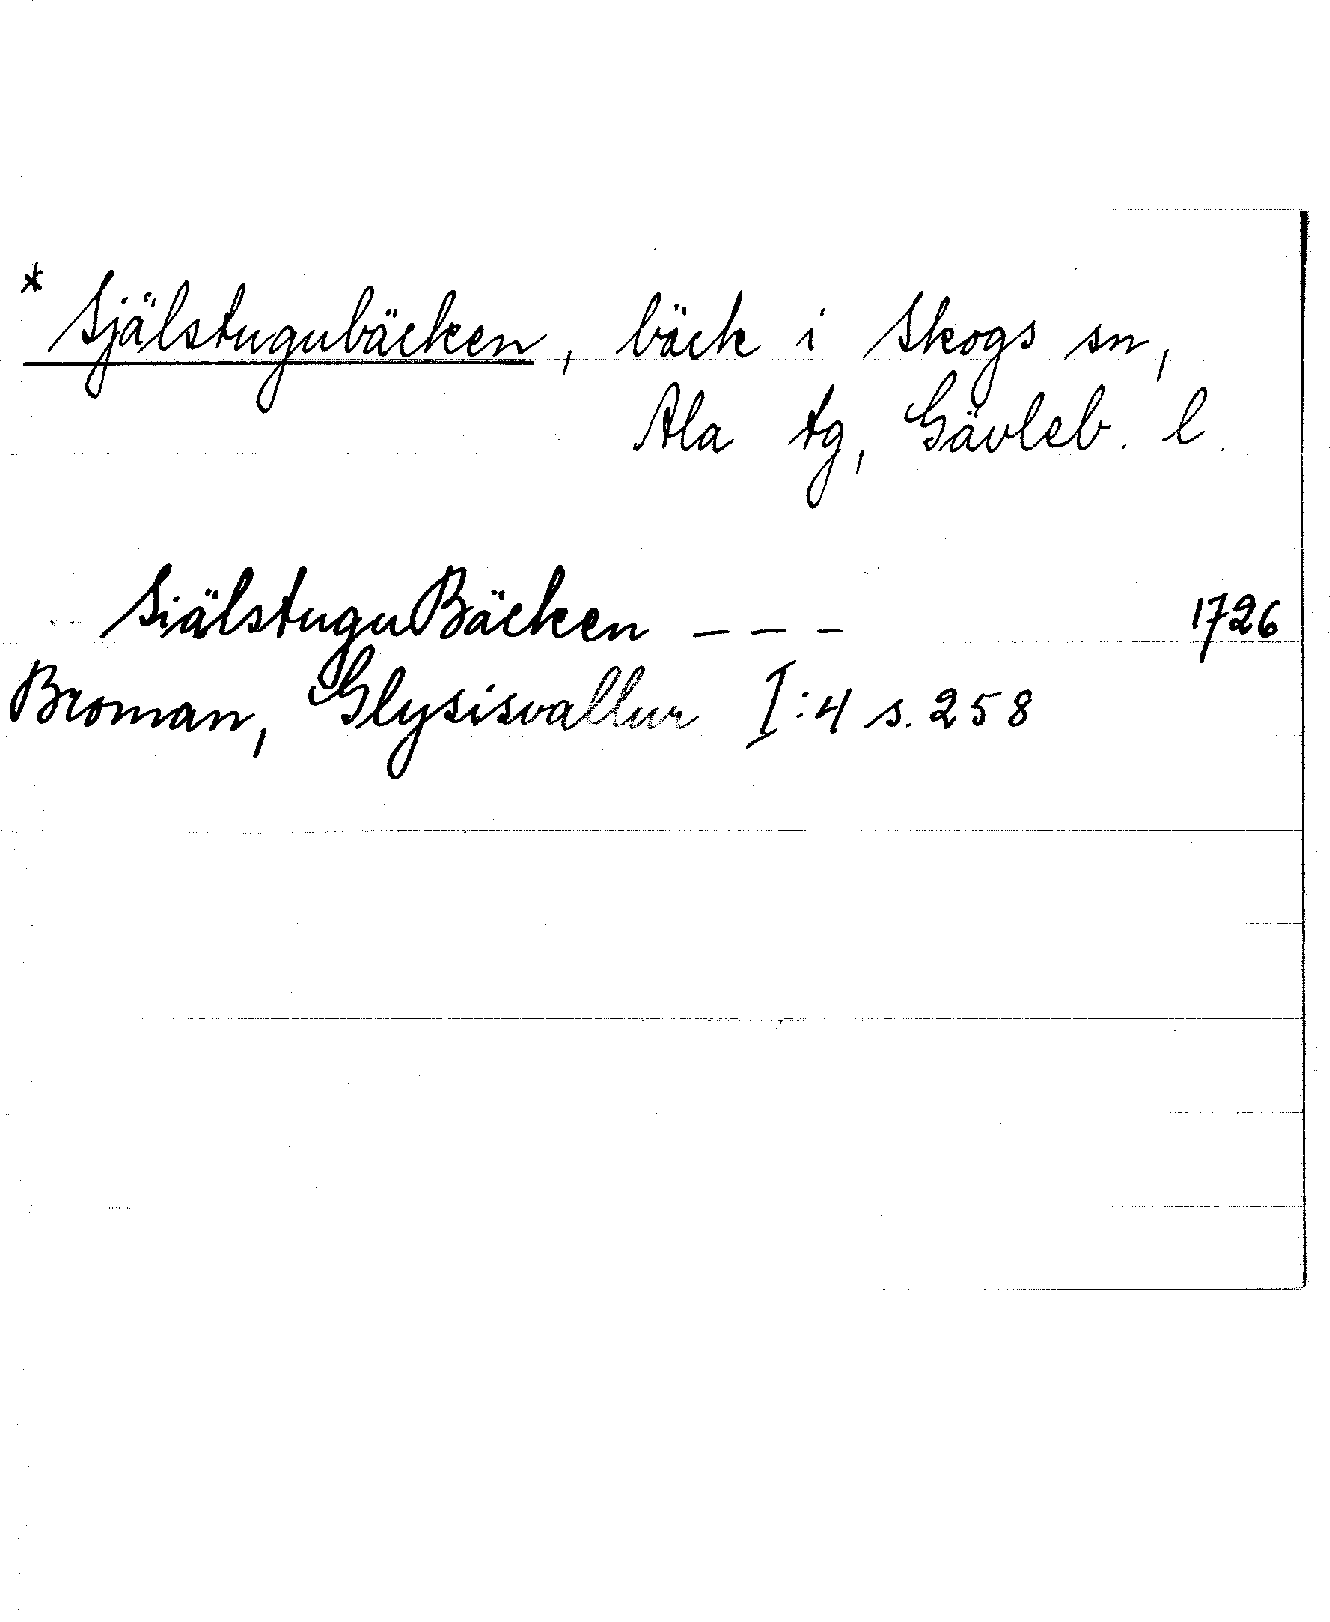 * Själstugubäcken, bäck i Skogs sn,
Ala tg, Gävleb. l.
SiälstuguBäcken - - - 1726
Broman, Glysisvallur I:4 s. 258